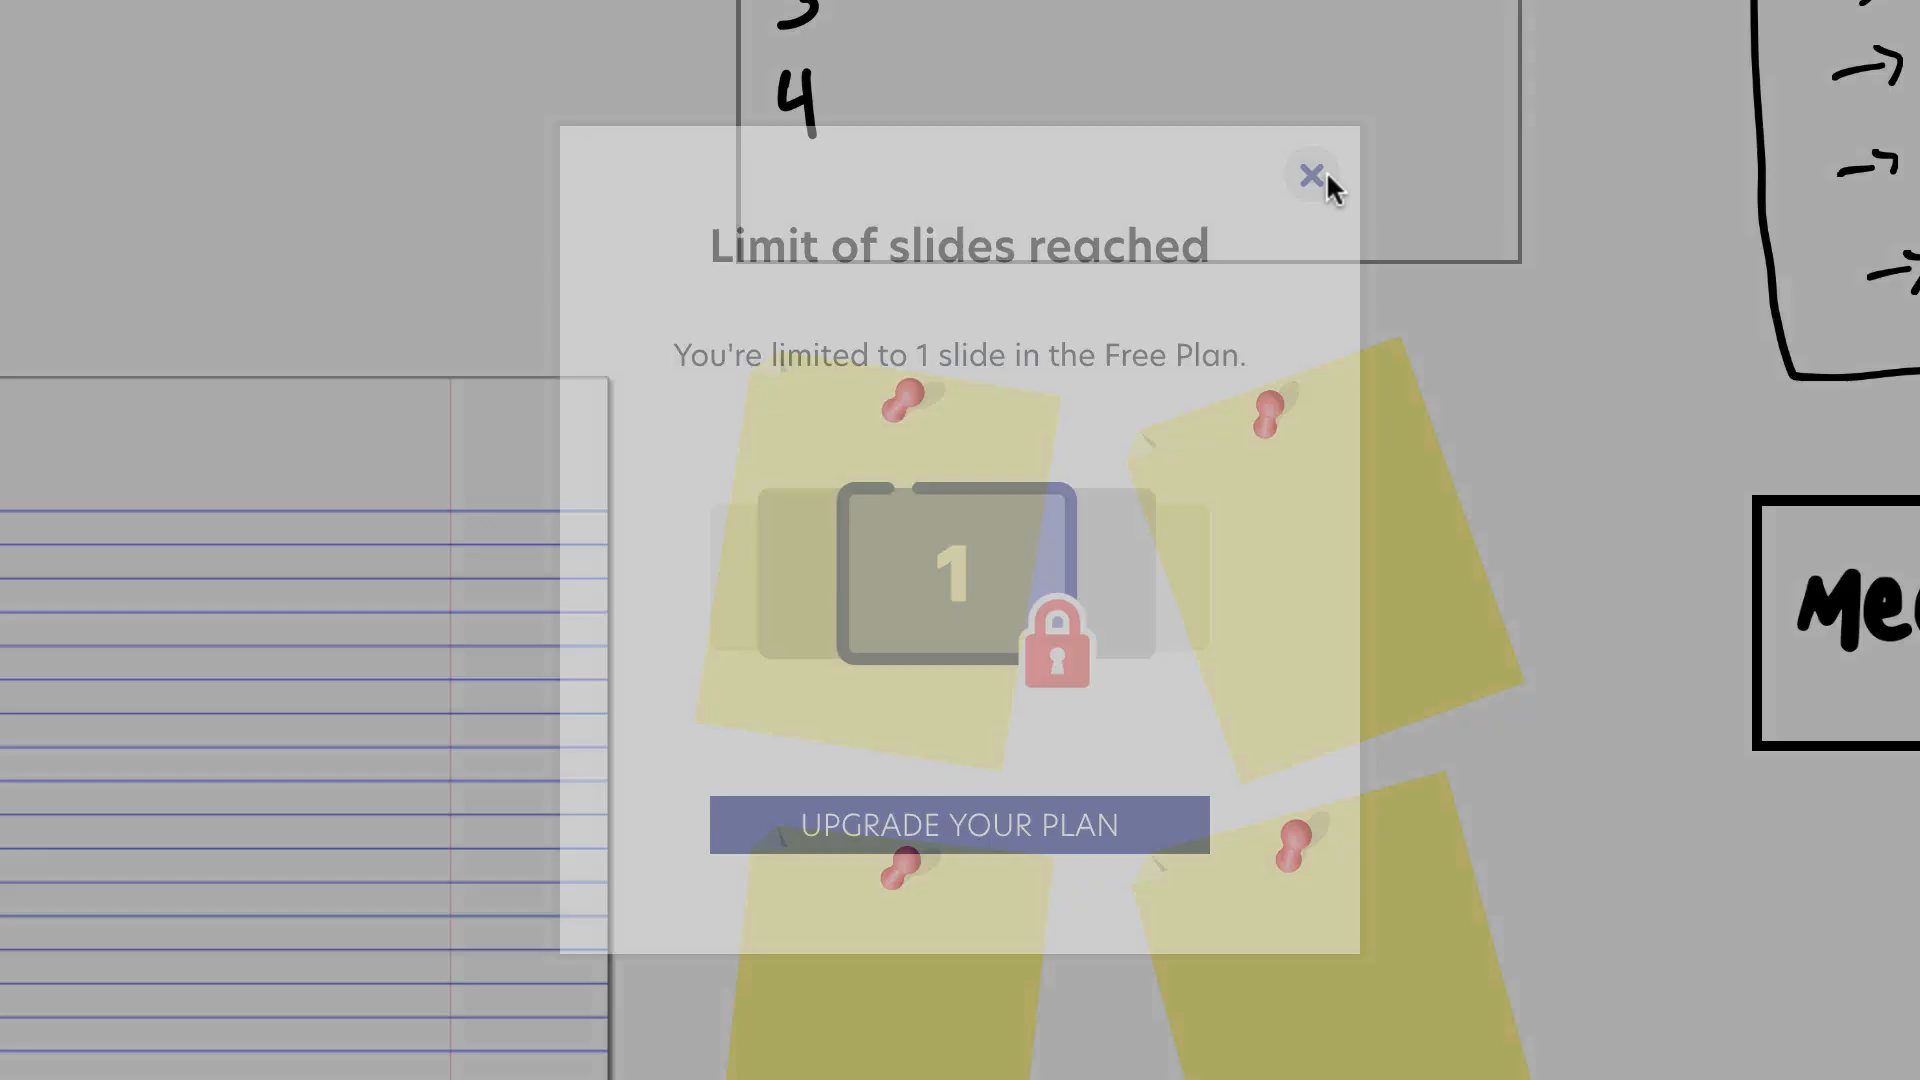 4
Limit of slides reached
You're limited to 1 slide in the Free Plan.
1
UPGRADE YOUR PLAN